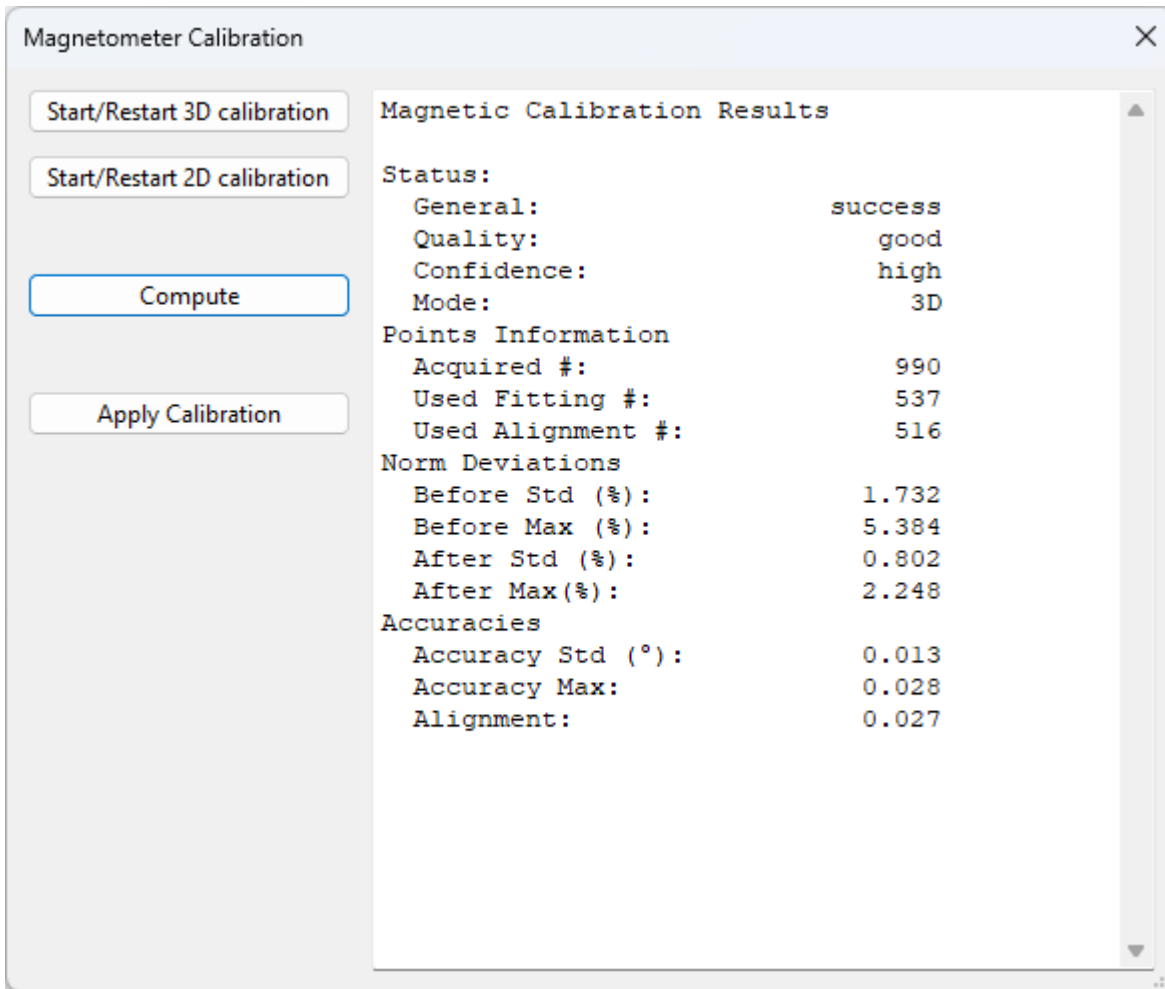 Magnetometer Calibration
Start/Restart 3D calibration
Start/Restart 2D calibration
Compute
Apply Calibration
Magnetic Calibration Results
Status:
General: success
Quality: good
Confidence: high
Mode: 3D
Points Information
Acquired #: 990
Used Fitting #: 537
Used Alignment #: 516
Norm Deviations
Before Std (%): 1.732
Before Max (%): 5.384
After Std (%): 0.802
After Max(%): 2.248
Accuracies
Accuracy Std (°): 0.013
Accuracy Max: 0.028
Alignment: 0.027